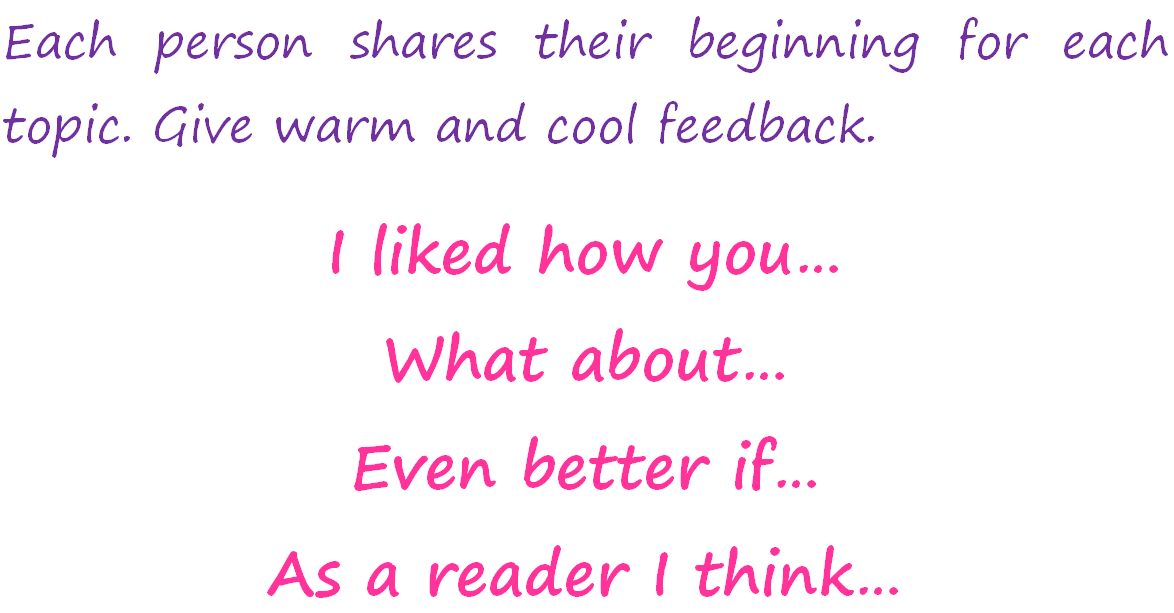 Each person shares their beginning for each
topic. Give warm and cool feedback.
I liked how you...
What about...
Even better if...
As a reader I think...